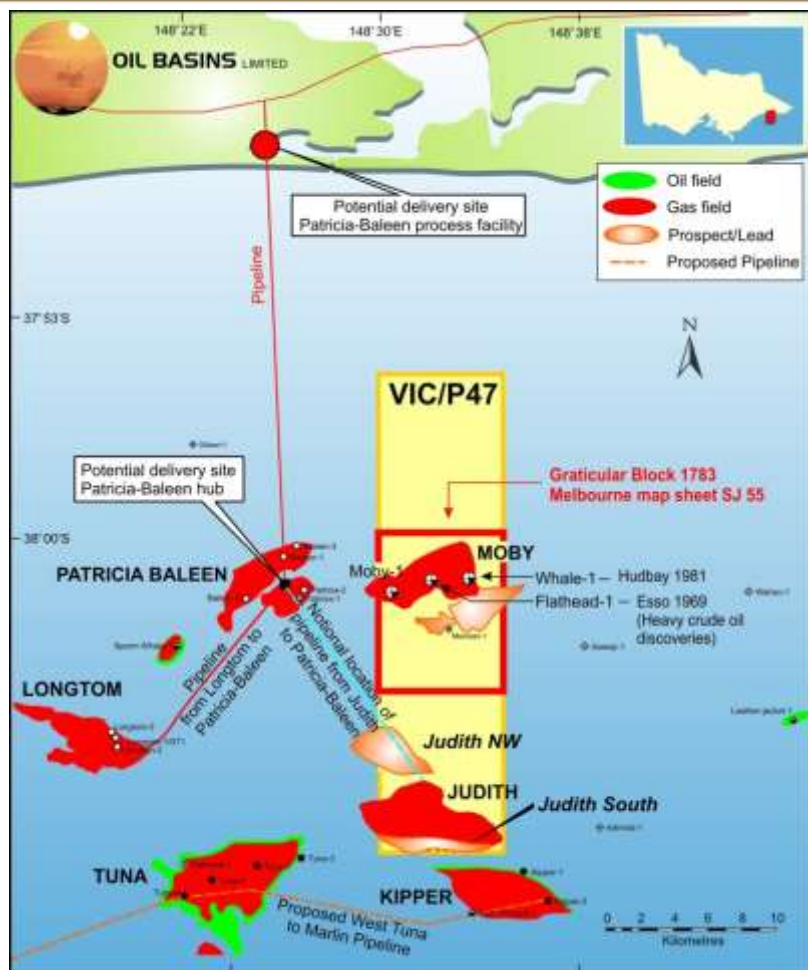 148°22'E
148°30'E
148°38'E
OIL BASINS LIMITED
Oil field
Gas field
Prospect/Lead
Proposed Pipeline
Potential delivery site
Patricia-Baleen process facility
Pipeline
37°53'S
N
VIC/P47
Graticular Block 1783
Melbourne map sheet SJ 55
Potential delivery site
Patricia-Baleen hub
38°00'S
PATRICIA BALEEN
MOBY
Moby-1
Whale-1 – Hudbay 1981
Flathead-1 – Esso 1969
(Heavy crude oil
discoveries)
Pipeline
from Longtom to
Patricia-Baleen
Notional location of
pipeline from Judith
to Patricia-Baleen
LONGTOM
Judith NW
JUDITH
Judith South
TUNA
KIPPER
Proposed West Tuna
to Marlin Pipeline
0 2 4 6 8 10
Kilometres